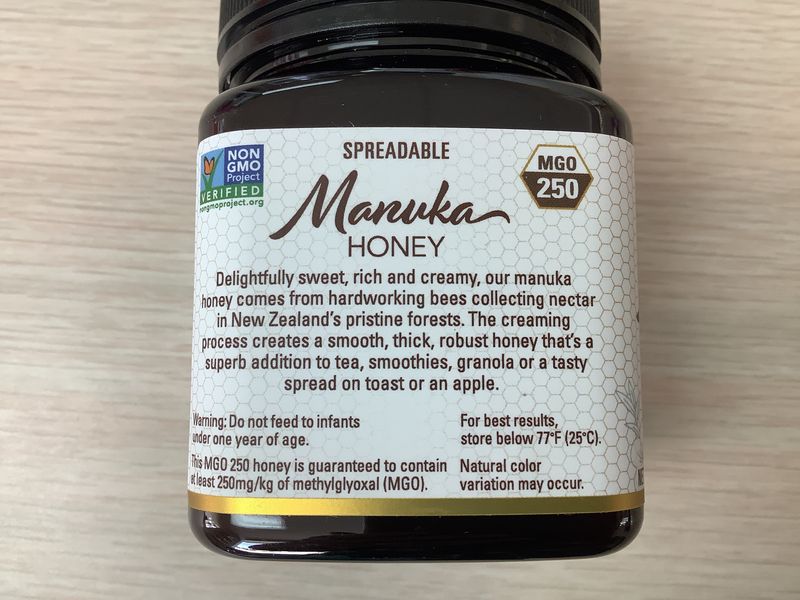 SPREADABLE
NON
GMO
Project
VERIFIED
nongmoproject.org
MGO
250
Manuka
HONEY
Delightfully sweet, rich and creamy, our manuka
honey comes from hardworking bees collecting nectar
in New Zealand's pristine forests. The creaming
process creates a smooth, thick, robust honey that's a
superb addition to tea, smoothies, granola or a tasty
spread on toast or an apple.
Warning: Do not feed to infants
under one year of age.
For best results,
store below 77°F (25°C).
This MGO 250 honey is guaranteed to contain
at least 250mg/kg of methylglyoxal (MGO).
Natural color
variation may occur.